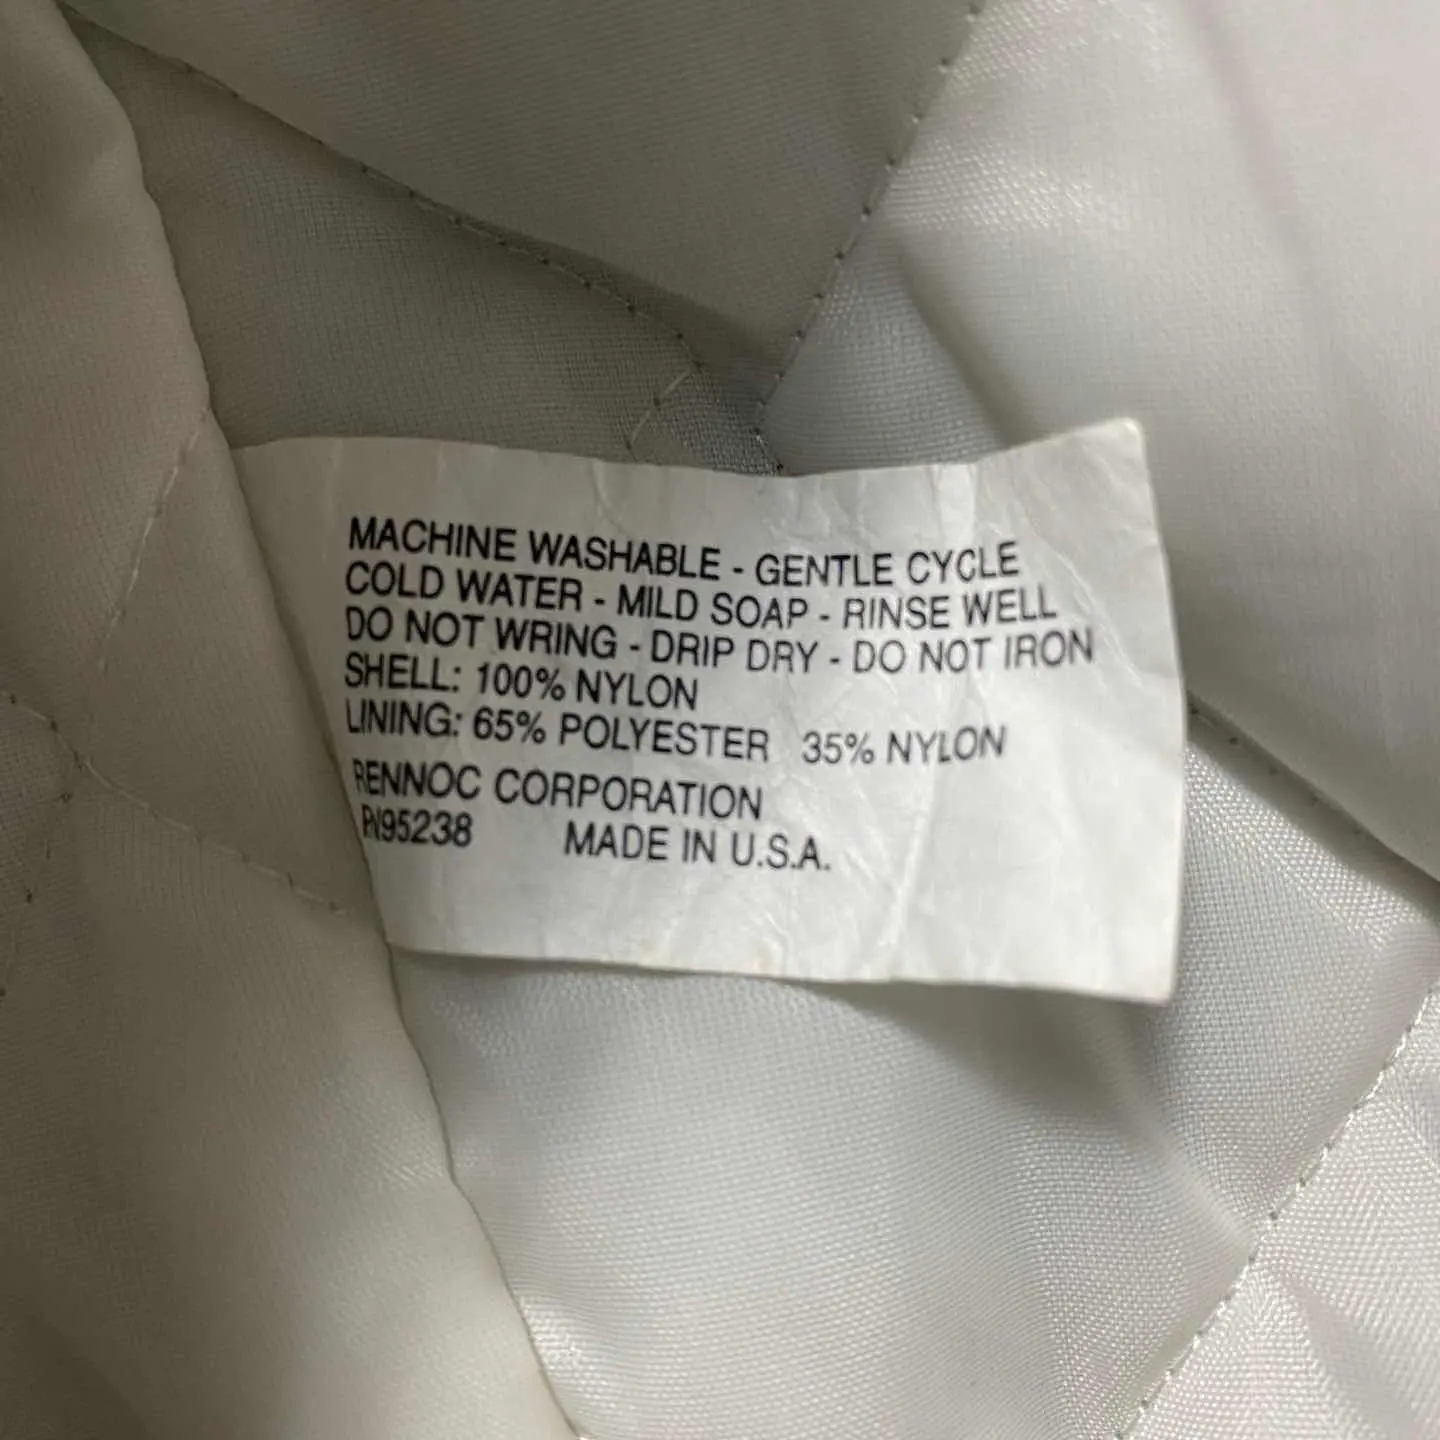 MACHINE WASHABLE - GENTLE CYCLE
COLD WATER - MILD SOAP - RINSE WELL
DO NOT WRING - DRIP DRY - DO NOT IRON
SHELL: 100% NYLON
LINING: 65% POLYESTER 35% NYLON
RENNOC CORPORATION
RN95238 MADE IN U.S.A.